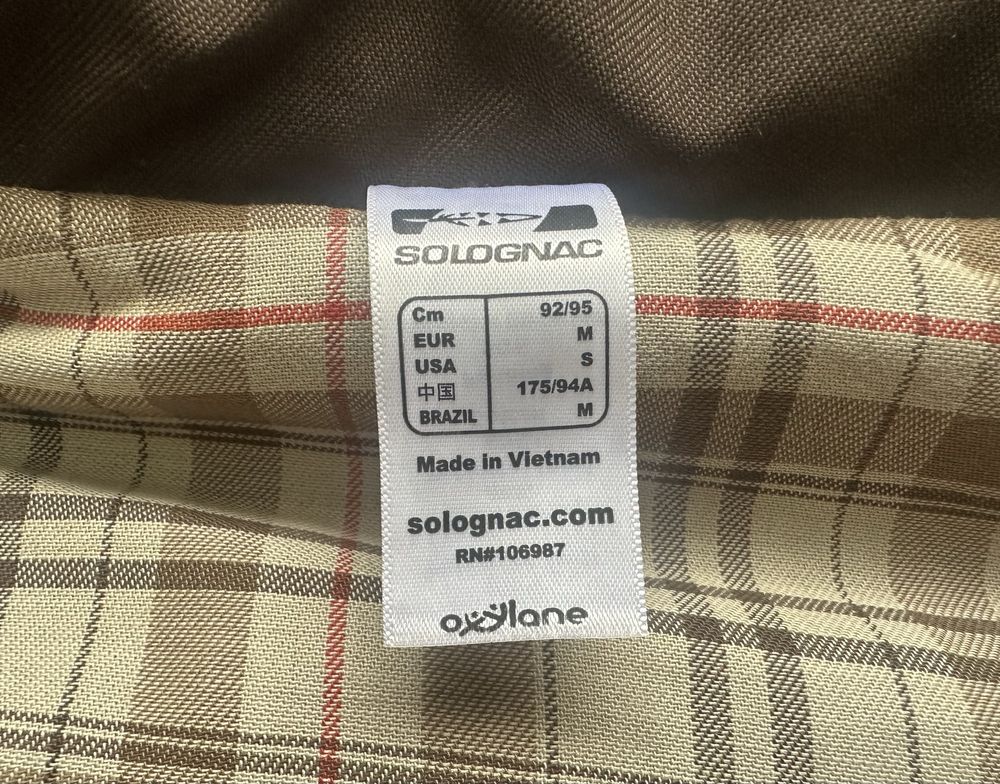 SOLOGNAC
Cm 92/95
EUR M
USA S
中国 175/94A
BRAZIL M
Made in Vietnam
solognac.com
RN#106987
oxylane